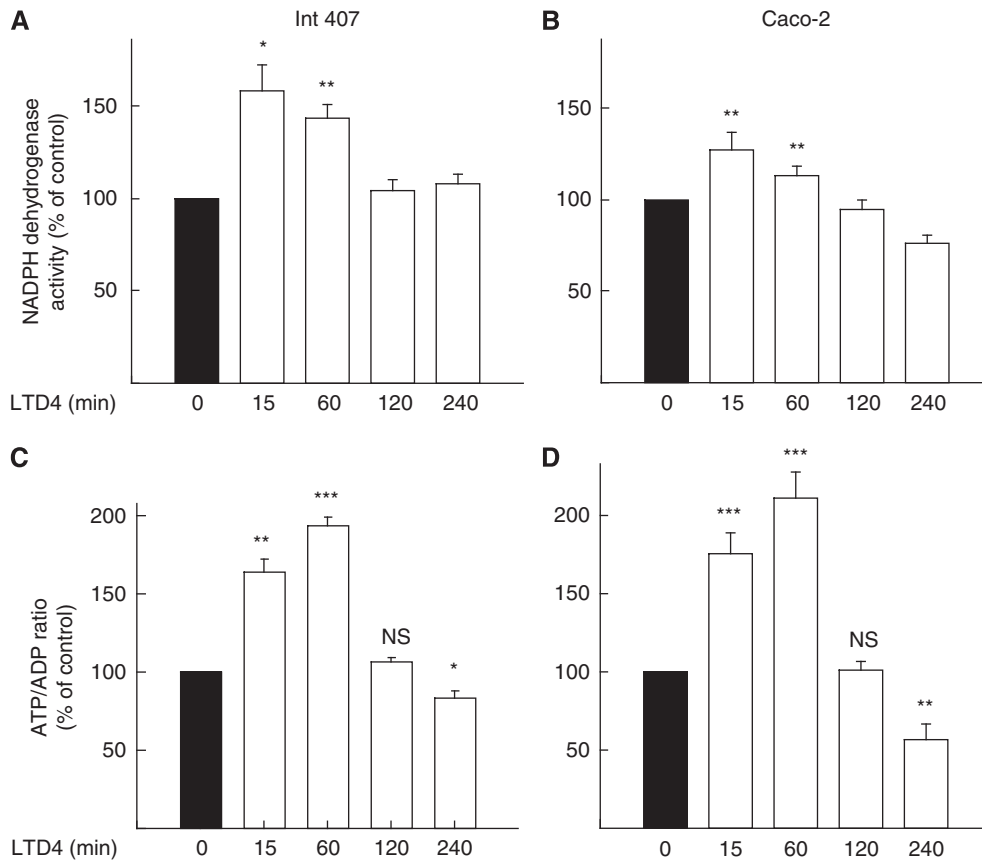 A
Int 407
NADPH dehydrogenase
activity (% of control)
150
100
50
*
**
LTD4 (min)
0 15 60 120 240
B
Caco-2
150
100
50
**
**
0 15 60 120 240
C
ATP/ADP ratio
(% of control)
200
150
100
50
**
***
NS
*
LTD4 (min)
0 15 60 120 240
D
200
150
100
50
***
***
NS
**
0 15 60 120 240